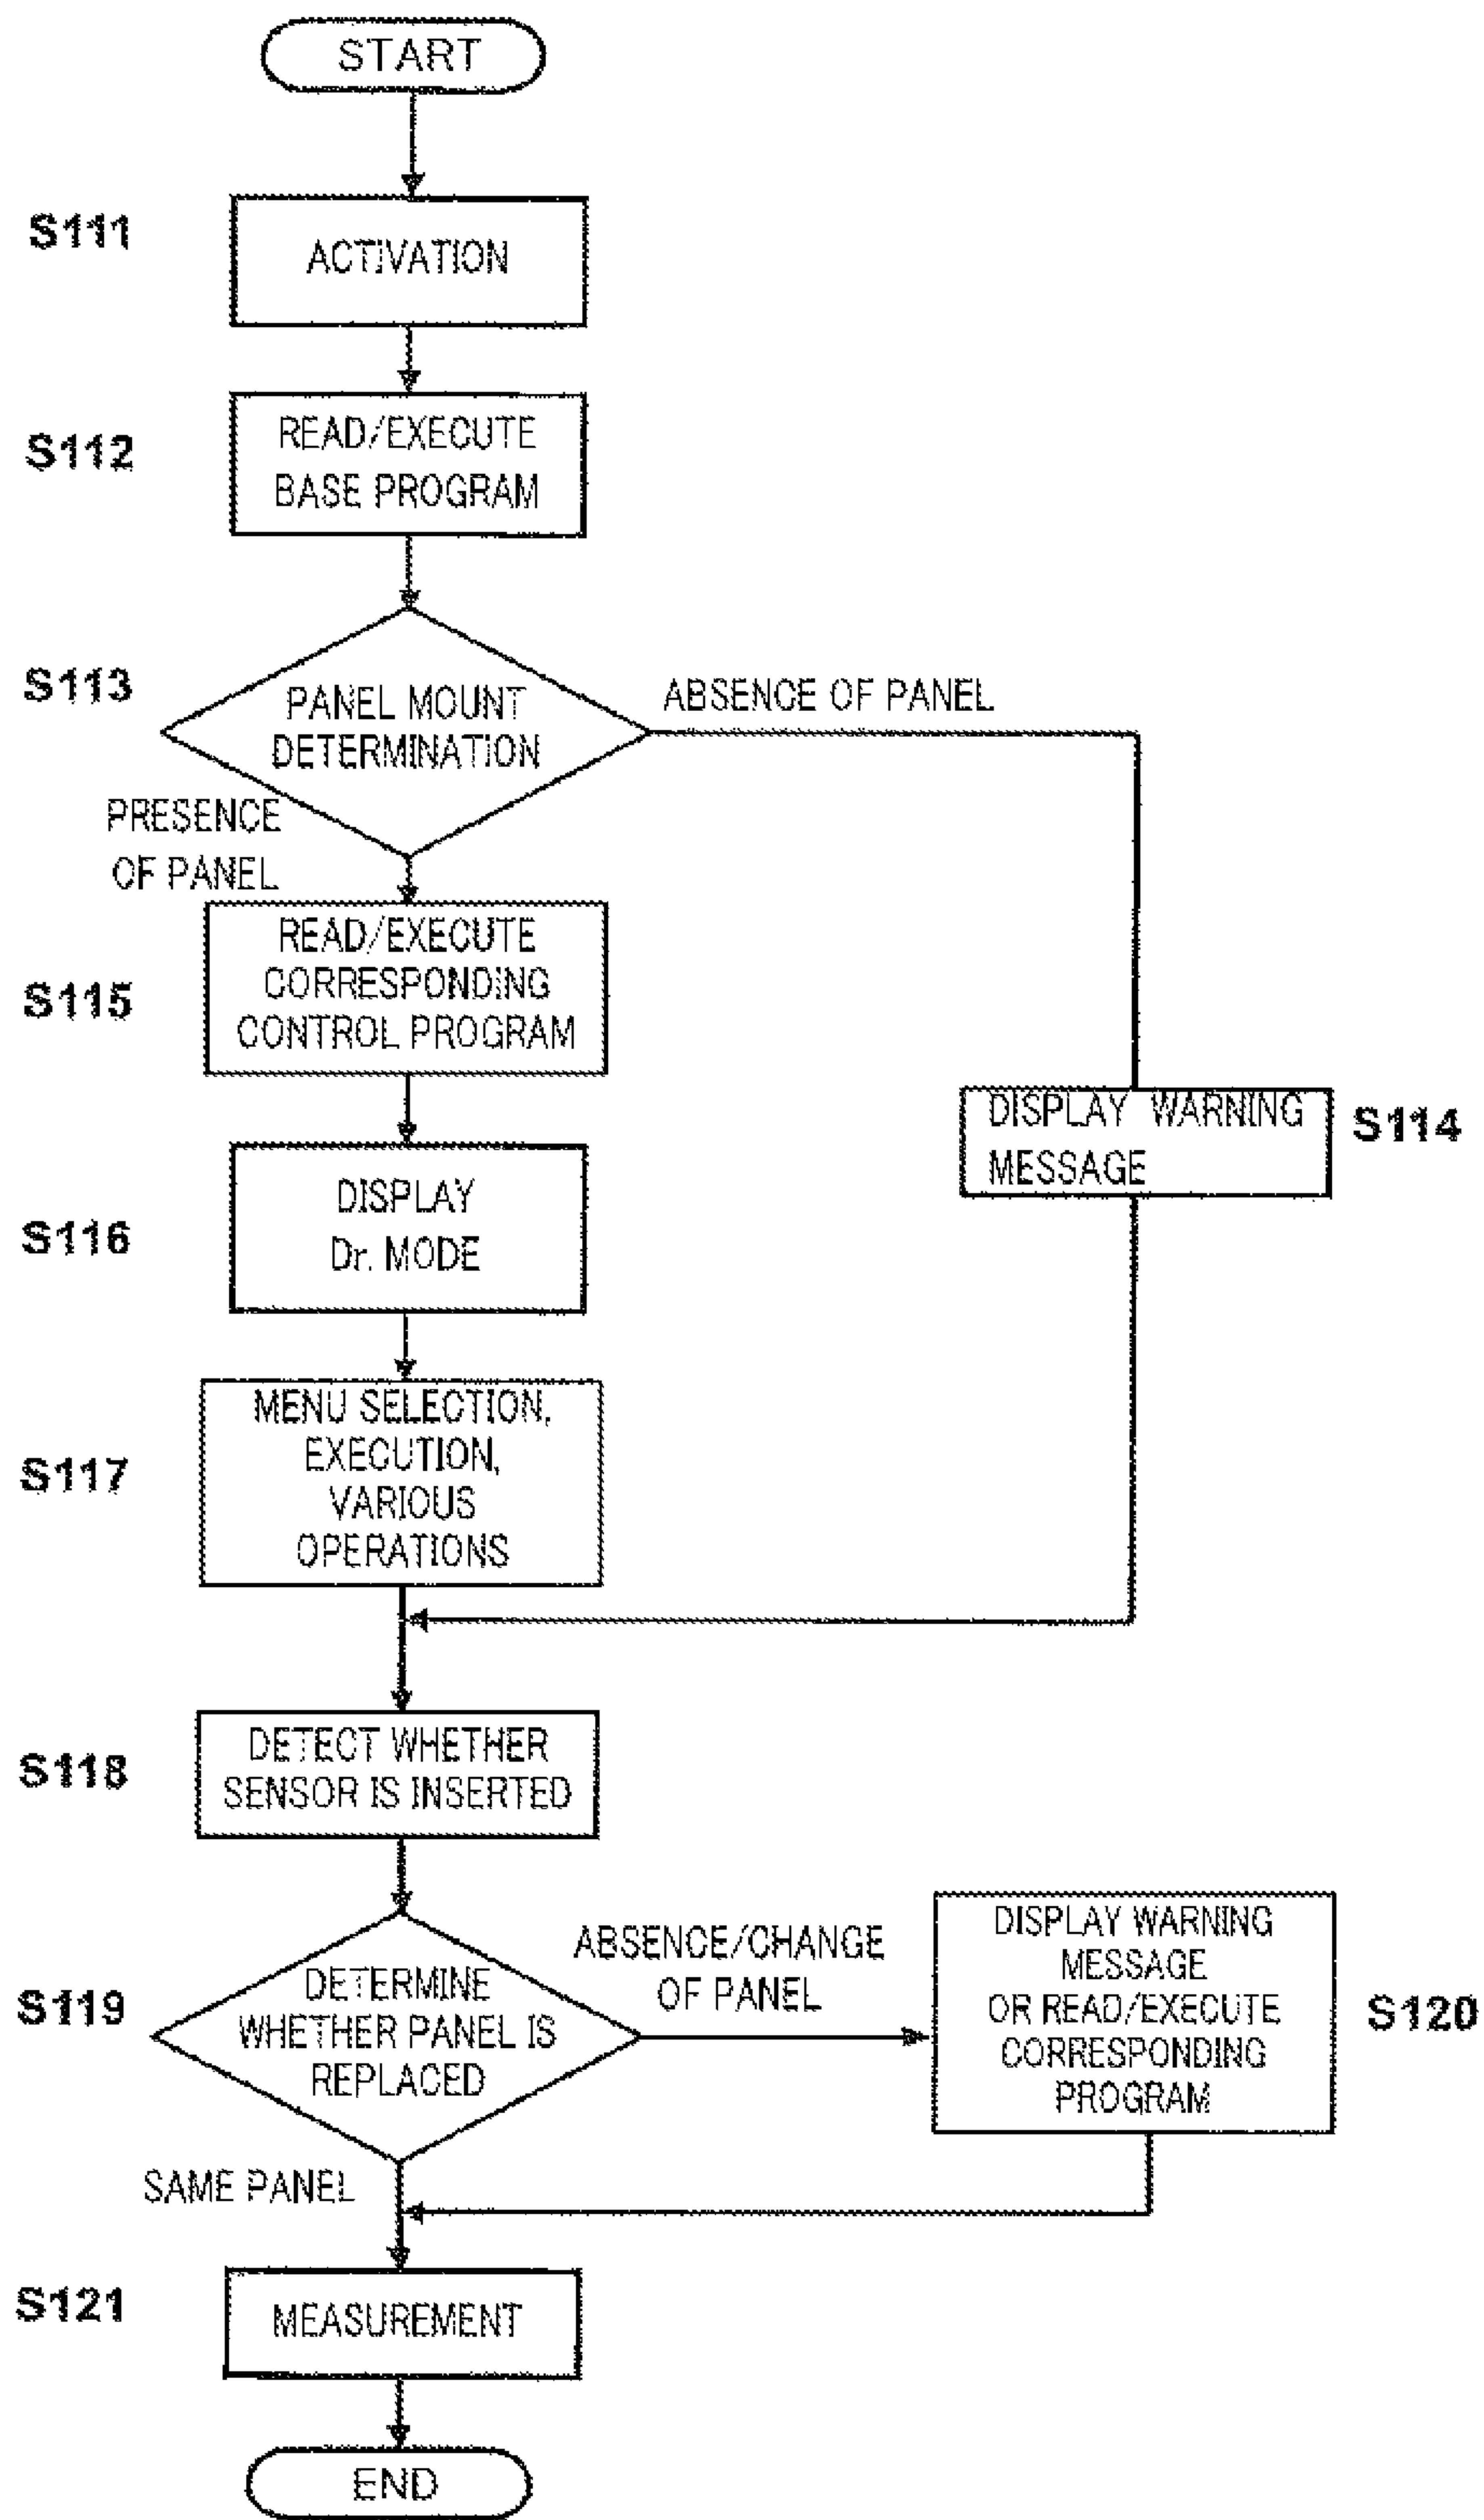 START
S111
ACTIVATION
S112
READ/EXECUTE
BASE PROGRAM
S113
PANEL MOUNT
DETERMINATION
ABSENCE OF PANEL
PRESENCE
OF PANEL
S115
READ/EXECUTE
CORRESPONDING
CONTROL PROGRAM
DISPLAY WARNING
MESSAGE
S114
S116
DISPLAY
Dr. MODE
S117
MENU SELECTION,
EXECUTION,
VARIOUS
OPERATIONS
S118
DETECT WHETHER
SENSOR IS INSERTED
S119
DETERMINE
WHETHER PANEL IS
REPLACED
ABSENCE/CHANGE
OF PANEL
DISPLAY WARNING
MESSAGE
OR READ/EXECUTE
CORRESPONDING
PROGRAM
S120
SAME PANEL
S121
MEASUREMENT
END